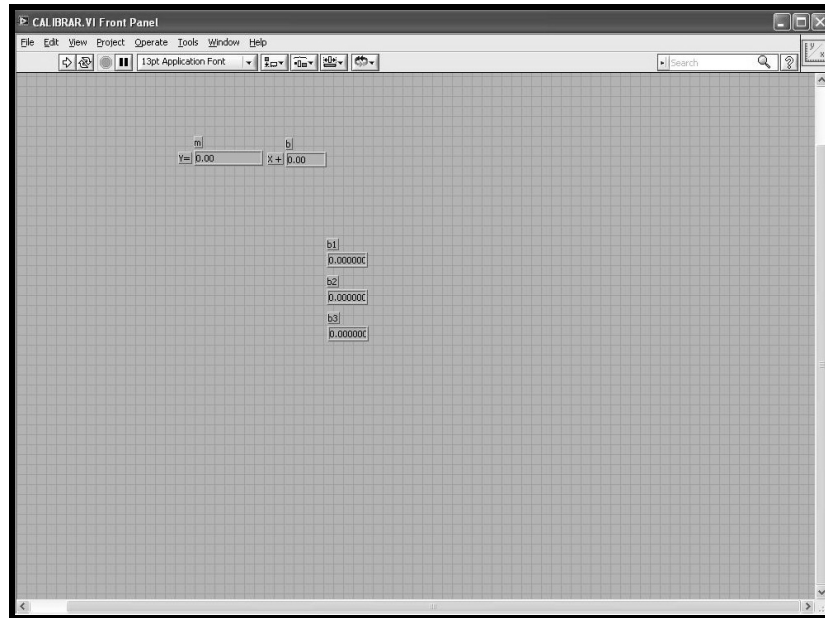 CALIBRAR.VI Front Panel
File Edit View Project Operate Tools Window Help
13pt Application Font Search ?
m b
Y= 0.00 X + 0.00
b1
0.000000
b2
0.000000
b3
0.000000